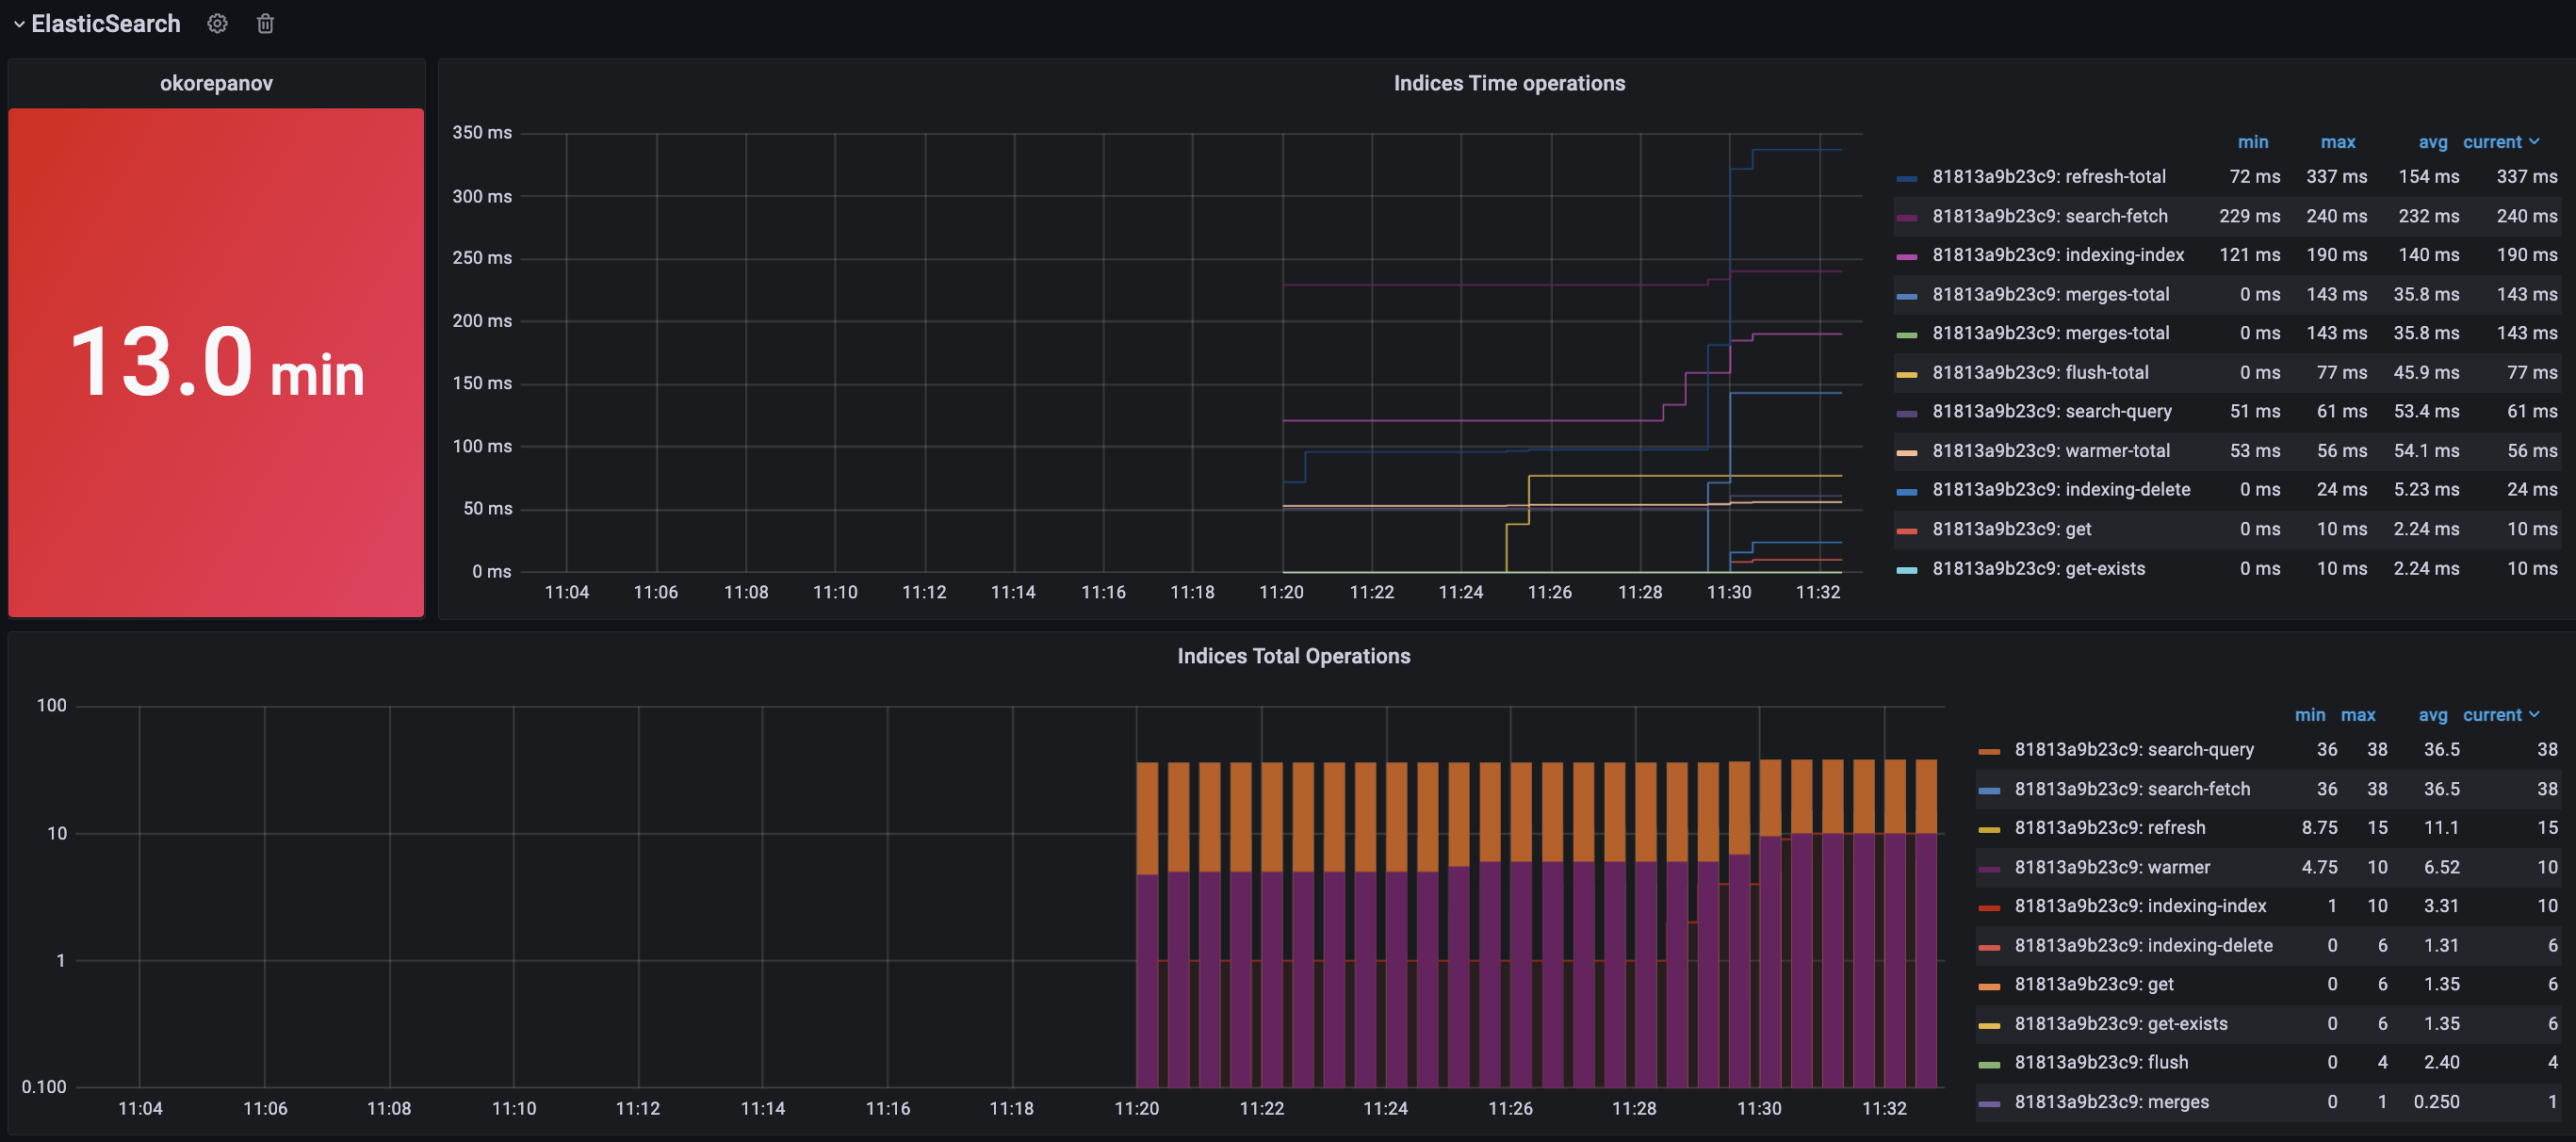 ElasticSearch
okorepanov
13.0 min
Indices Time operations
350 ms
300 ms
250 ms
200 ms
150 ms
100 ms
50 ms
0 ms
11:04 11:06 11:08 11:10 11:12 11:14 11:16 11:18 11:20 11:22 11:24 11:26 11:28 11:30 11:32
min max avg current
81813a9b23c9: refresh-total 72 ms 337 ms 154 ms 337 ms
81813a9b23c9: search-fetch 229 ms 240 ms 232 ms 240 ms
81813a9b23c9: indexing-index 121 ms 190 ms 140 ms 190 ms
81813a9b23c9: merges-total 0 ms 143 ms 35.8 ms 143 ms
81813a9b23c9: merges-total 0 ms 143 ms 35.8 ms 143 ms
81813a9b23c9: flush-total 0 ms 77 ms 45.9 ms 77 ms
81813a9b23c9: search-query 51 ms 61 ms 53.4 ms 61 ms
81813a9b23c9: warmer-total 53 ms 56 ms 54.1 ms 56 ms
81813a9b23c9: indexing-delete 0 ms 24 ms 5.23 ms 24 ms
81813a9b23c9: get 0 ms 10 ms 2.24 ms 10 ms
81813a9b23c9: get-exists 0 ms 10 ms 2.24 ms 10 ms
Indices Total Operations
100
10
1
0.100
11:04 11:06 11:08 11:10 11:12 11:14 11:16 11:18 11:20 11:22 11:24 11:26 11:28 11:30 11:32
min max avg current
81813a9b23c9: search-query 36 38 36.5 38
81813a9b23c9: search-fetch 36 38 36.5 38
81813a9b23c9: refresh 8.75 15 11.1 15
81813a9b23c9: warmer 4.75 10 6.52 10
81813a9b23c9: indexing-index 1 10 3.31 10
81813a9b23c9: indexing-delete 0 6 1.31 6
81813a9b23c9: get 0 6 1.35 6
81813a9b23c9: get-exists 0 6 1.35 6
81813a9b23c9: flush 0 4 2.40 4
81813a9b23c9: merges 0 1 0.250 1